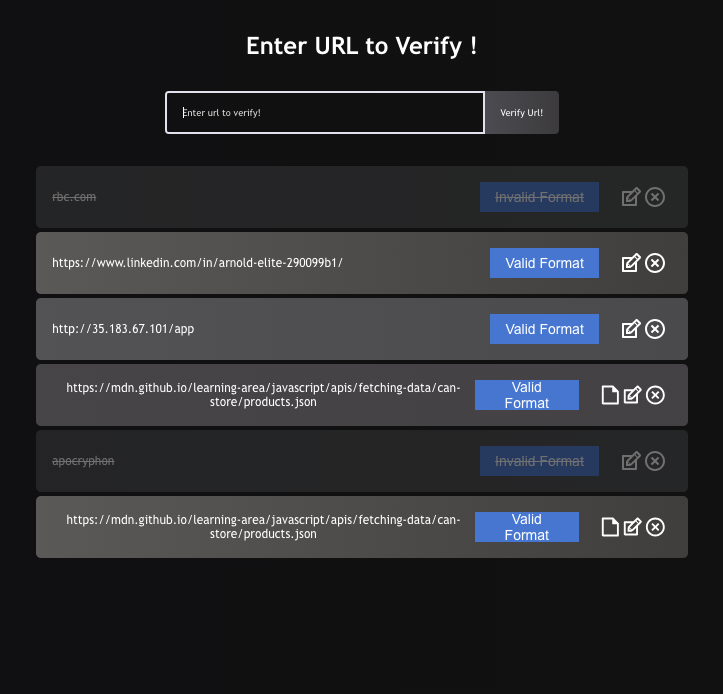 Enter URL to Verify !
Enter url to verify!
Verify Url!
rbc.com
Invalid Format
https://www.linkedin.com/in/arnold-elite-290099b1/
Valid Format
http://35.183.67.101/app
Valid Format
https://mdn.github.io/learning-area/javascript/apis/fetching-data/can-
store/products.json
Valid
Format
apocryphon
Invalid Format
https://mdn.github.io/learning-area/javascript/apis/fetching-data/can-
store/products.json
Valid
Format